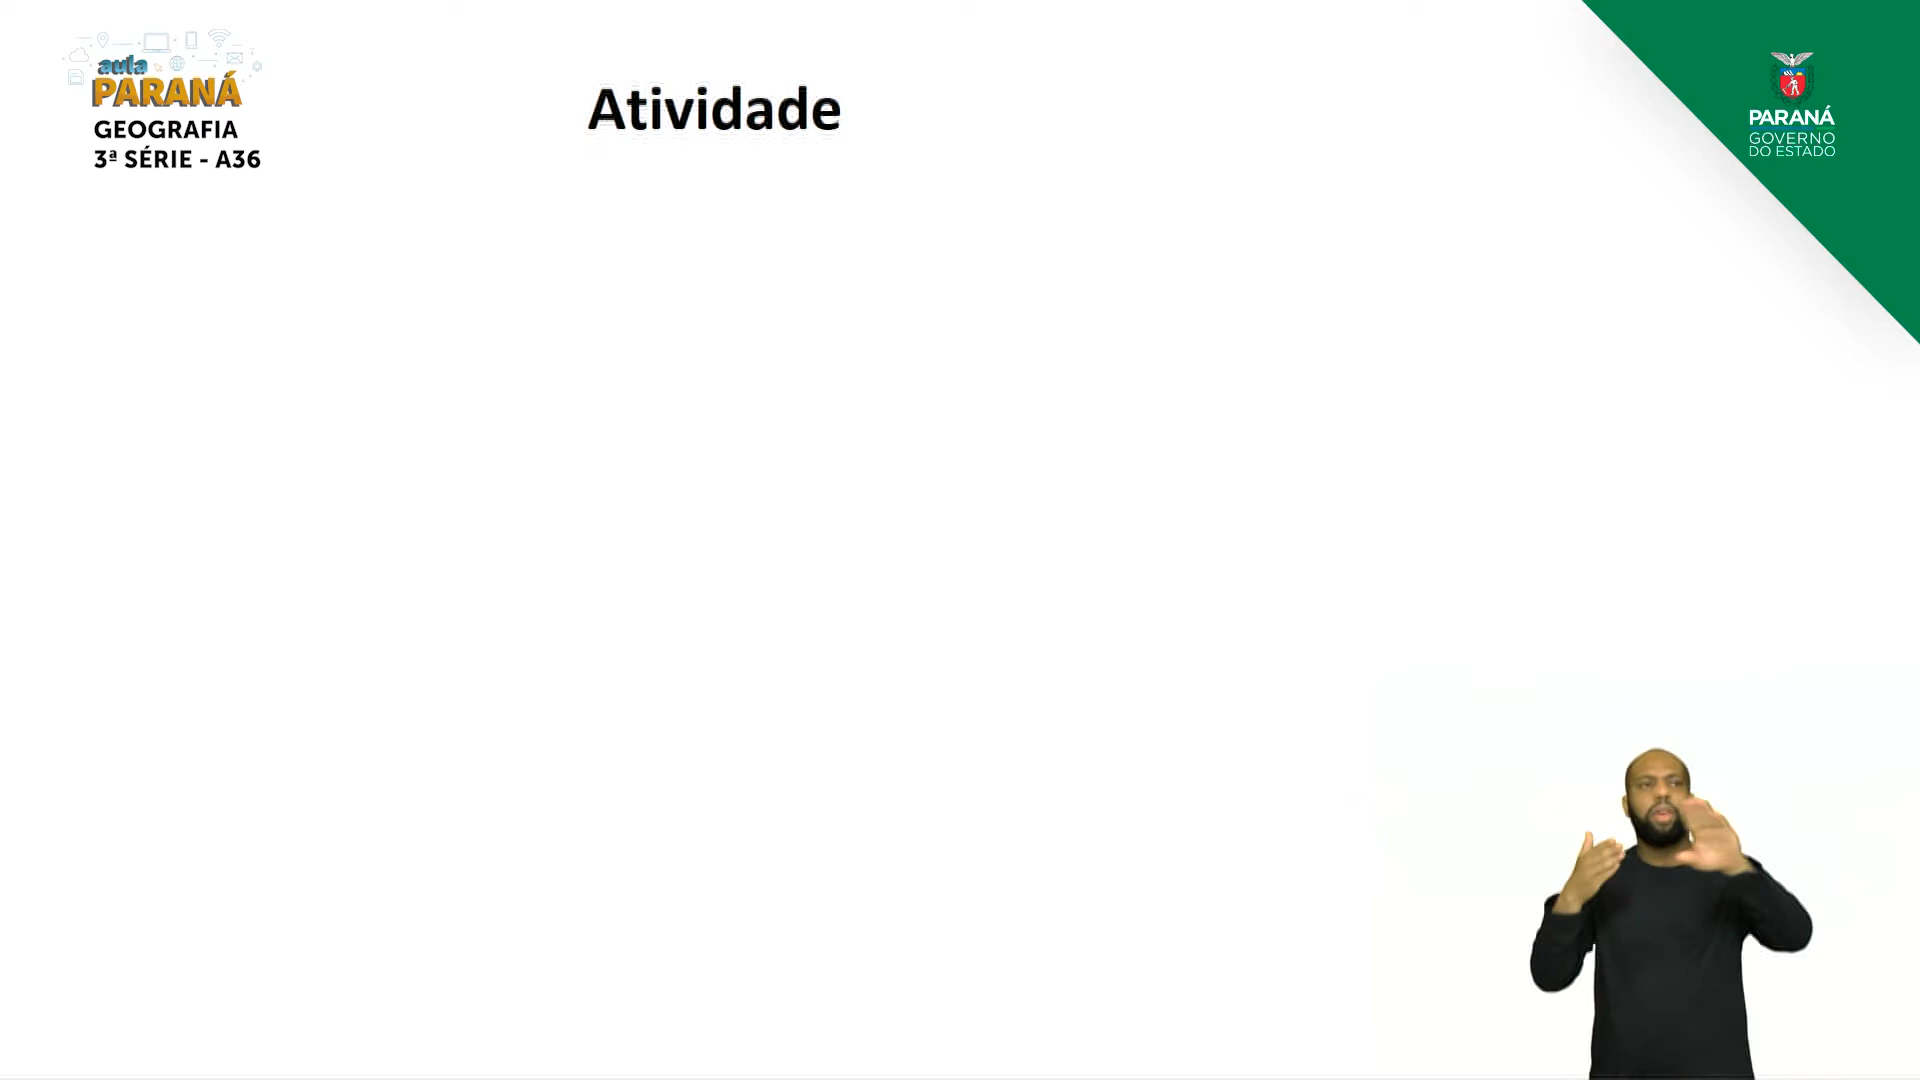 aula
PARANÁ
GEOGRAFIA
3ª SÉRIE - A36
Atividade
PARANÁ
GOVERNO
DO ESTADO